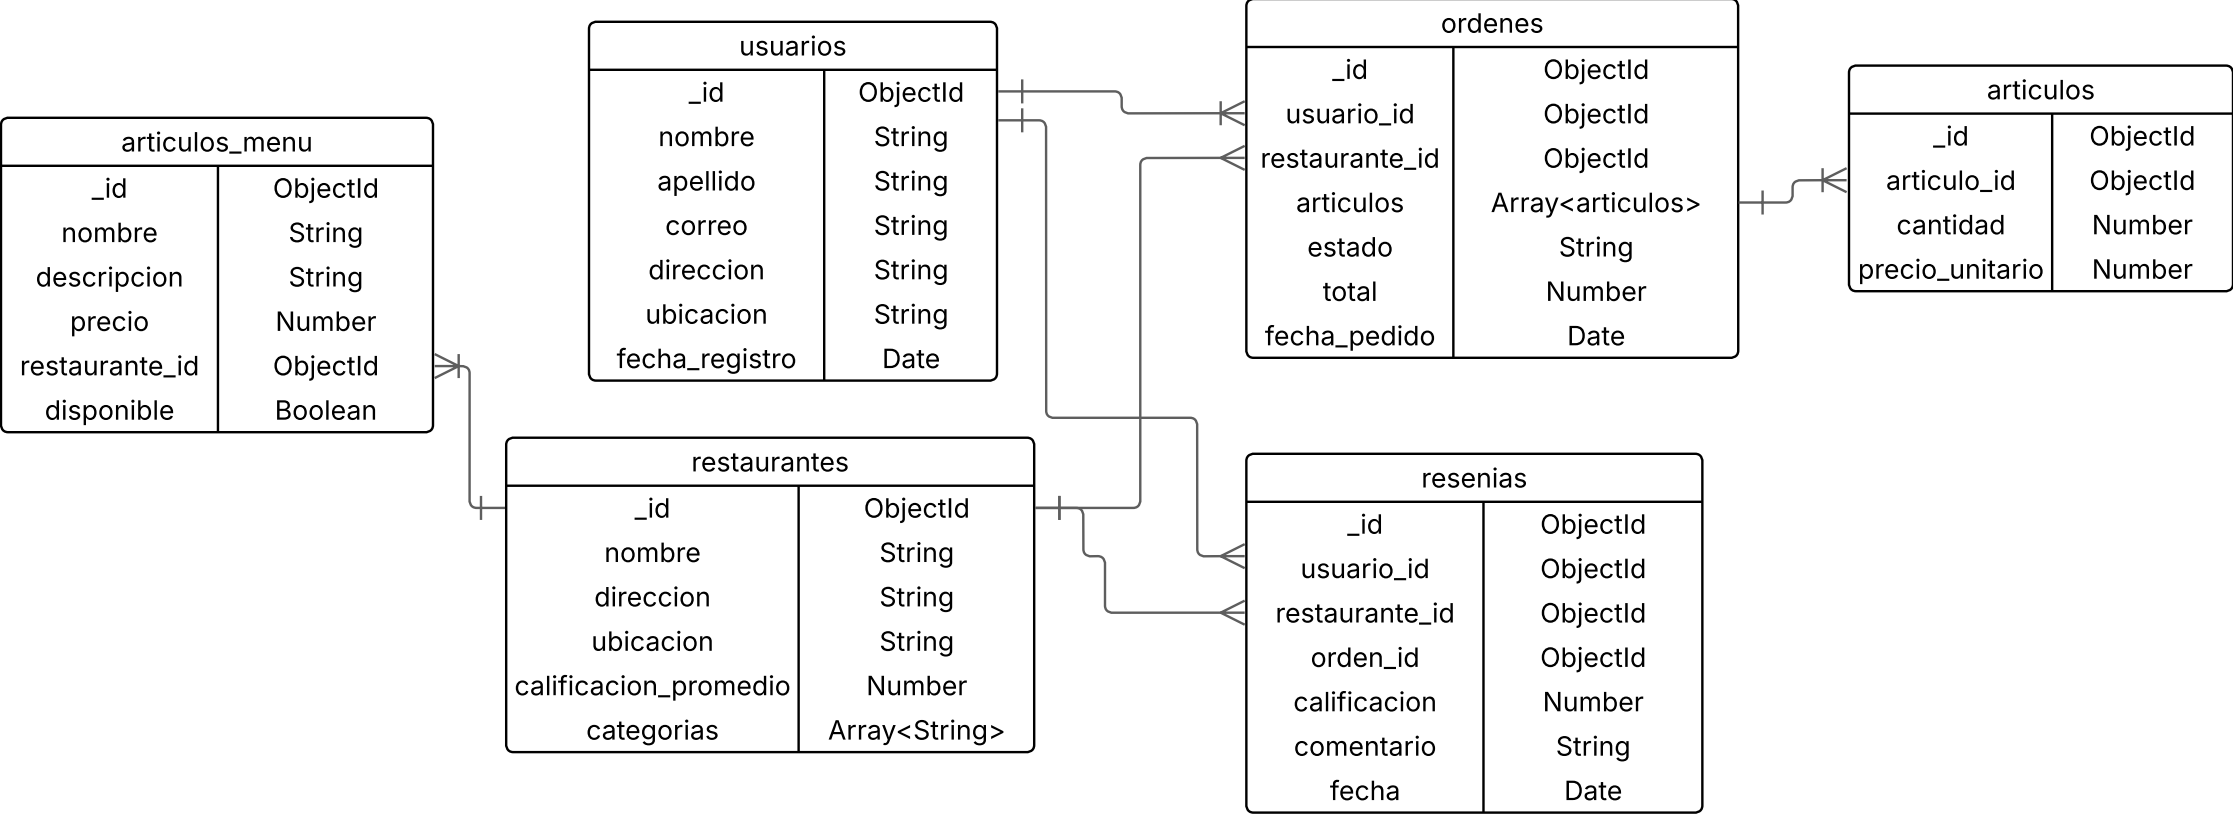 articulos_menu
_id ObjectId
nombre String
descripcion String
precio Number
restaurante_id ObjectId
disponible Boolean
usuarios
_id ObjectId
nombre String
apellido String
correo String
direccion String
ubicacion String
fecha_registro Date
restaurantes
_id ObjectId
nombre String
direccion String
ubicacion String
calificacion_promedio Number
categorias Array<String>
ordenes
_id ObjectId
usuario_id ObjectId
restaurante_id ObjectId
articulos Array<articulos>
estado String
total Number
fecha_pedido Date
resenias
_id ObjectId
usuario_id ObjectId
restaurante_id ObjectId
orden_id ObjectId
calificacion Number
comentario String
fecha Date
articulos
_id ObjectId
articulo_id ObjectId
cantidad Number
precio_unitario Number